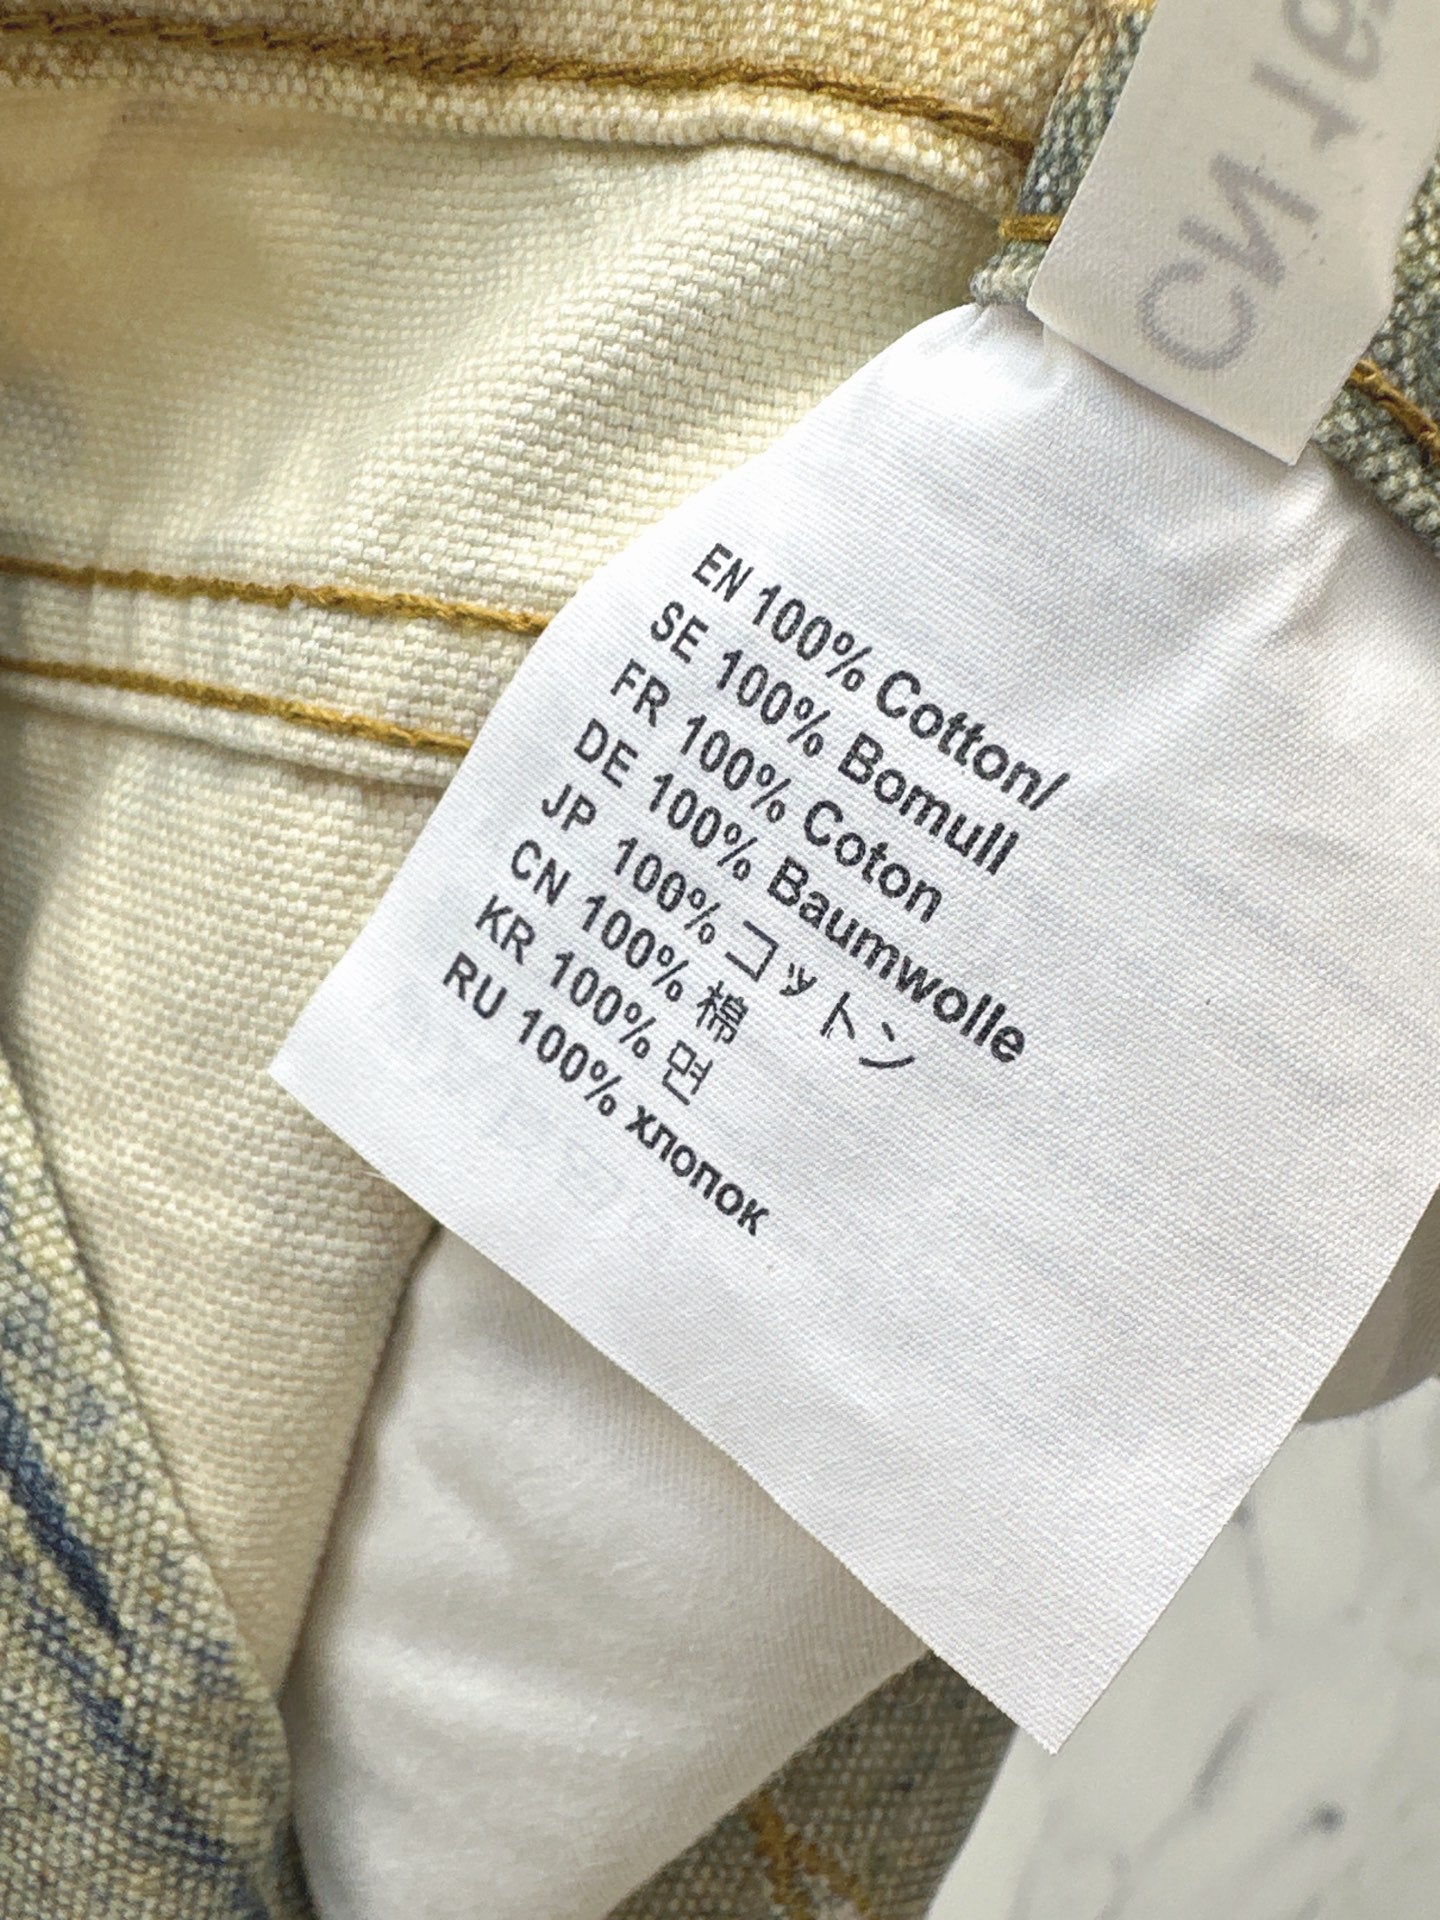 EN 100% Cotton/
SE 100% Bomull
FR 100% Coton
DE 100% Baumwolle
JP 100% コットン
CN 100% 棉
KR 100% 면
RU 100% хлопок